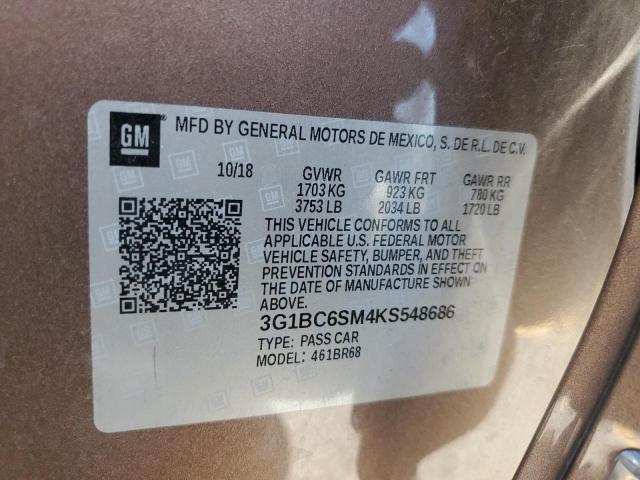 GM ® MFD BY GENERAL MOTORS DE MEXICO, S. DE R.L. DE C.V.
10/18 GVWR GAWR FRT GAWR RR
1703 KG 923 KG 780 KG
3753 LB 2034 LB 1720 LB
THIS VEHICLE CONFORMS TO ALL
APPLICABLE U.S. FEDERAL MOTOR
VEHICLE SAFETY, BUMPER, AND THEFT
PREVENTION STANDARDS IN EFFECT ON
THE DATE OF MANUFACTURE SHOWN
ABOVE.
3G1BC6SM4KS548686
TYPE: PASS CAR
MODEL: 461BR68